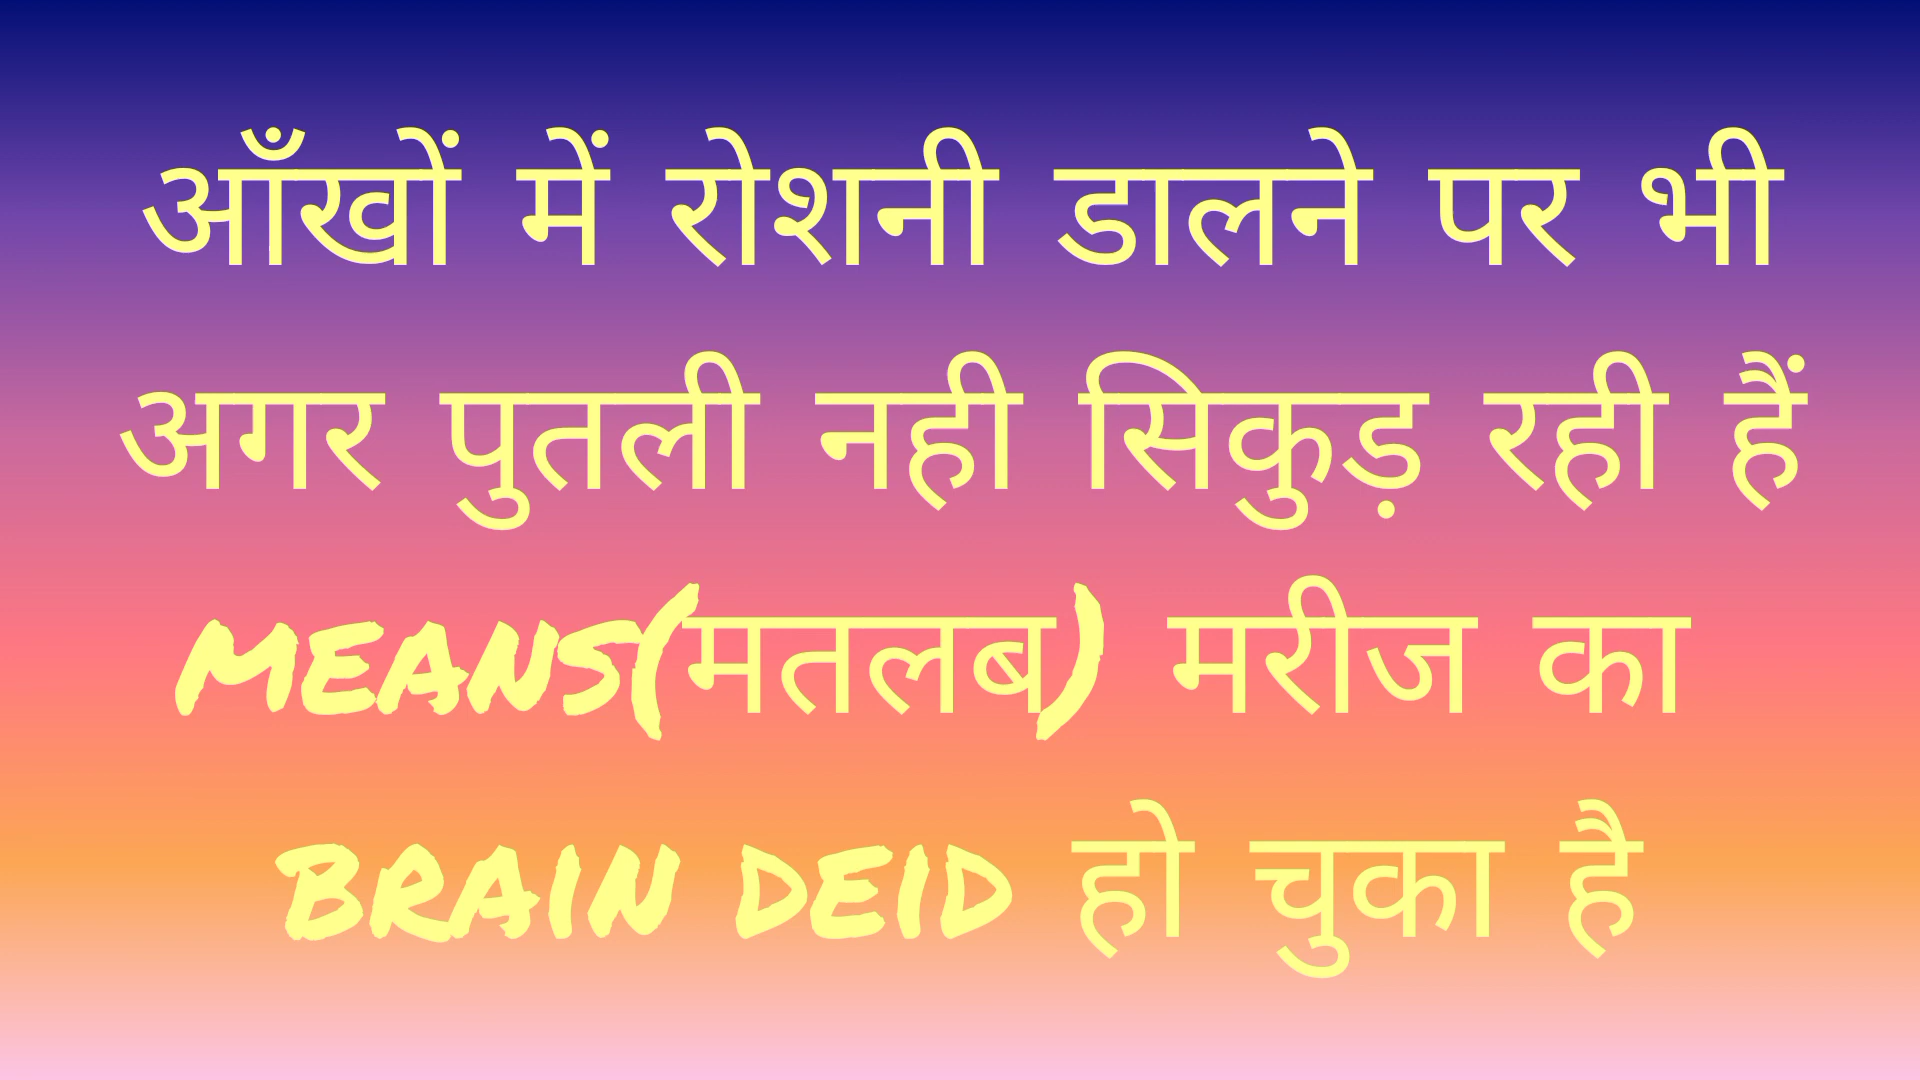 आँखों में रोशनी डालने पर भी
अगर पुतली नही सिकुड़ रही हैं
MEANS(मतलब) मरीज का
BRAIN DEID हो चुका है